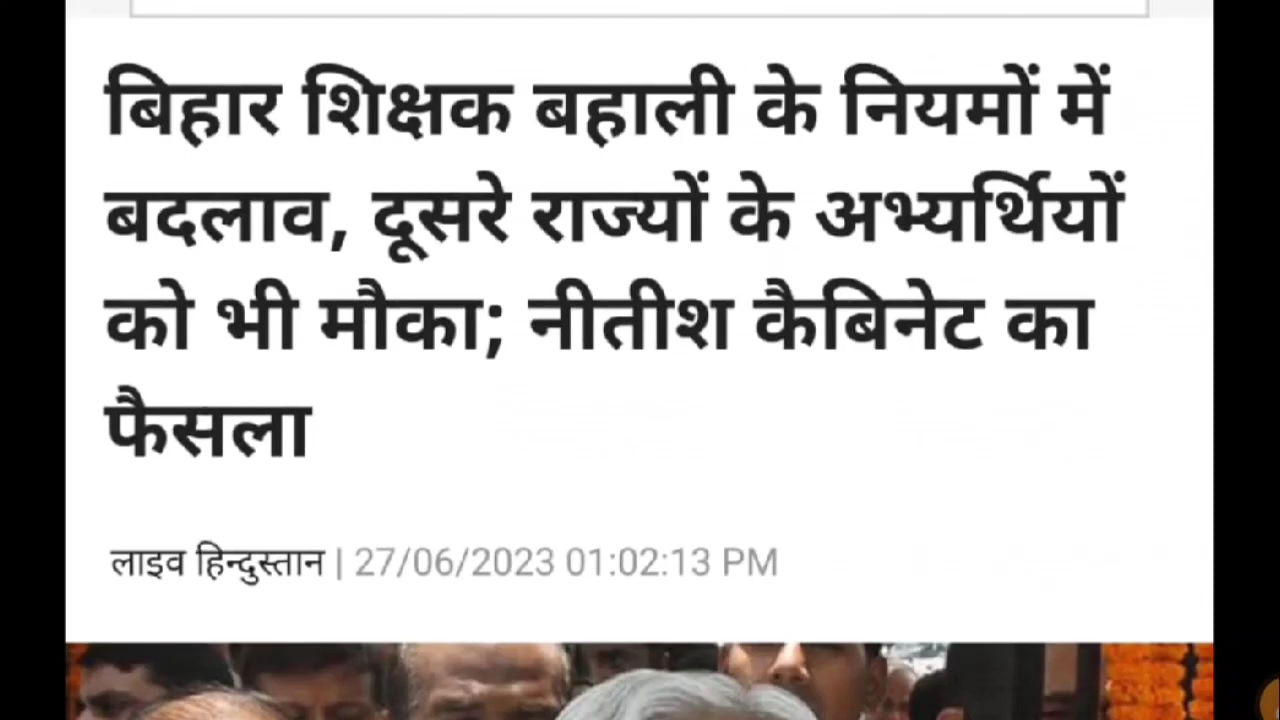 बिहार शिक्षक बहाली के नियमों में
बदलाव, दूसरे राज्यों के अभ्यर्थियों
को भी मौका; नीतीश कैबिनेट का
फैसला
लाइव हिन्दुस्तान | 27/06/2023 01:02:13 PM